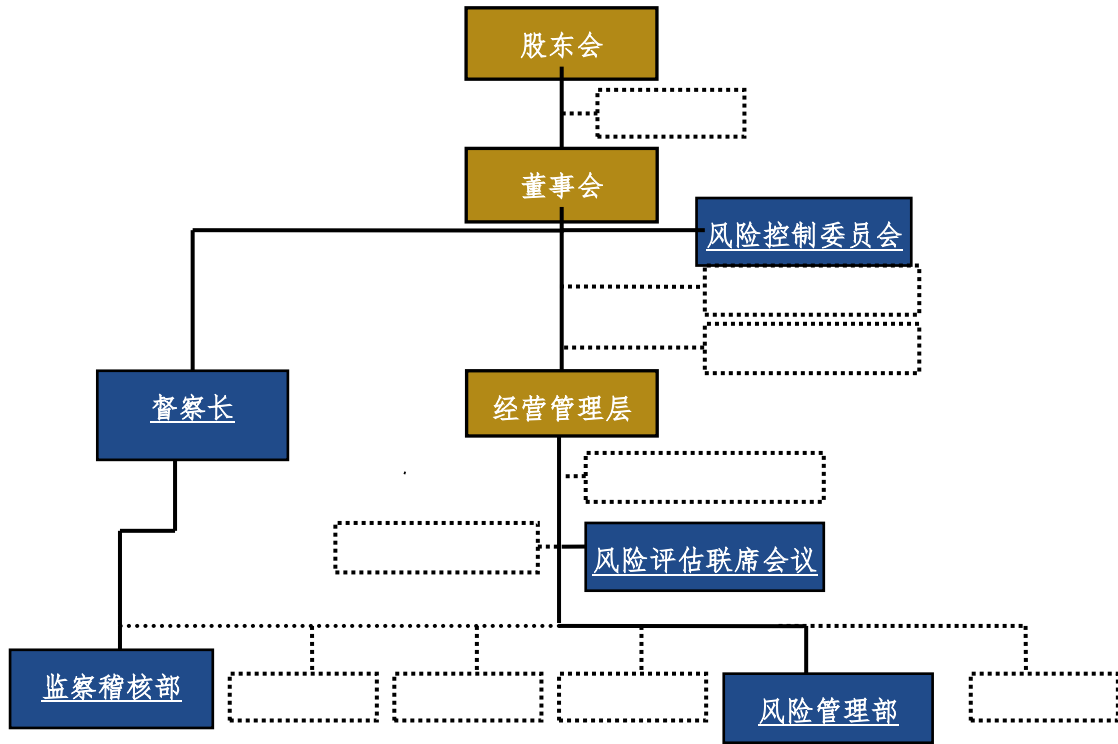 股东会
董事会
风险控制委员会
督察长
经营管理层
风险评估联席会议
监察稽核部
风险管理部